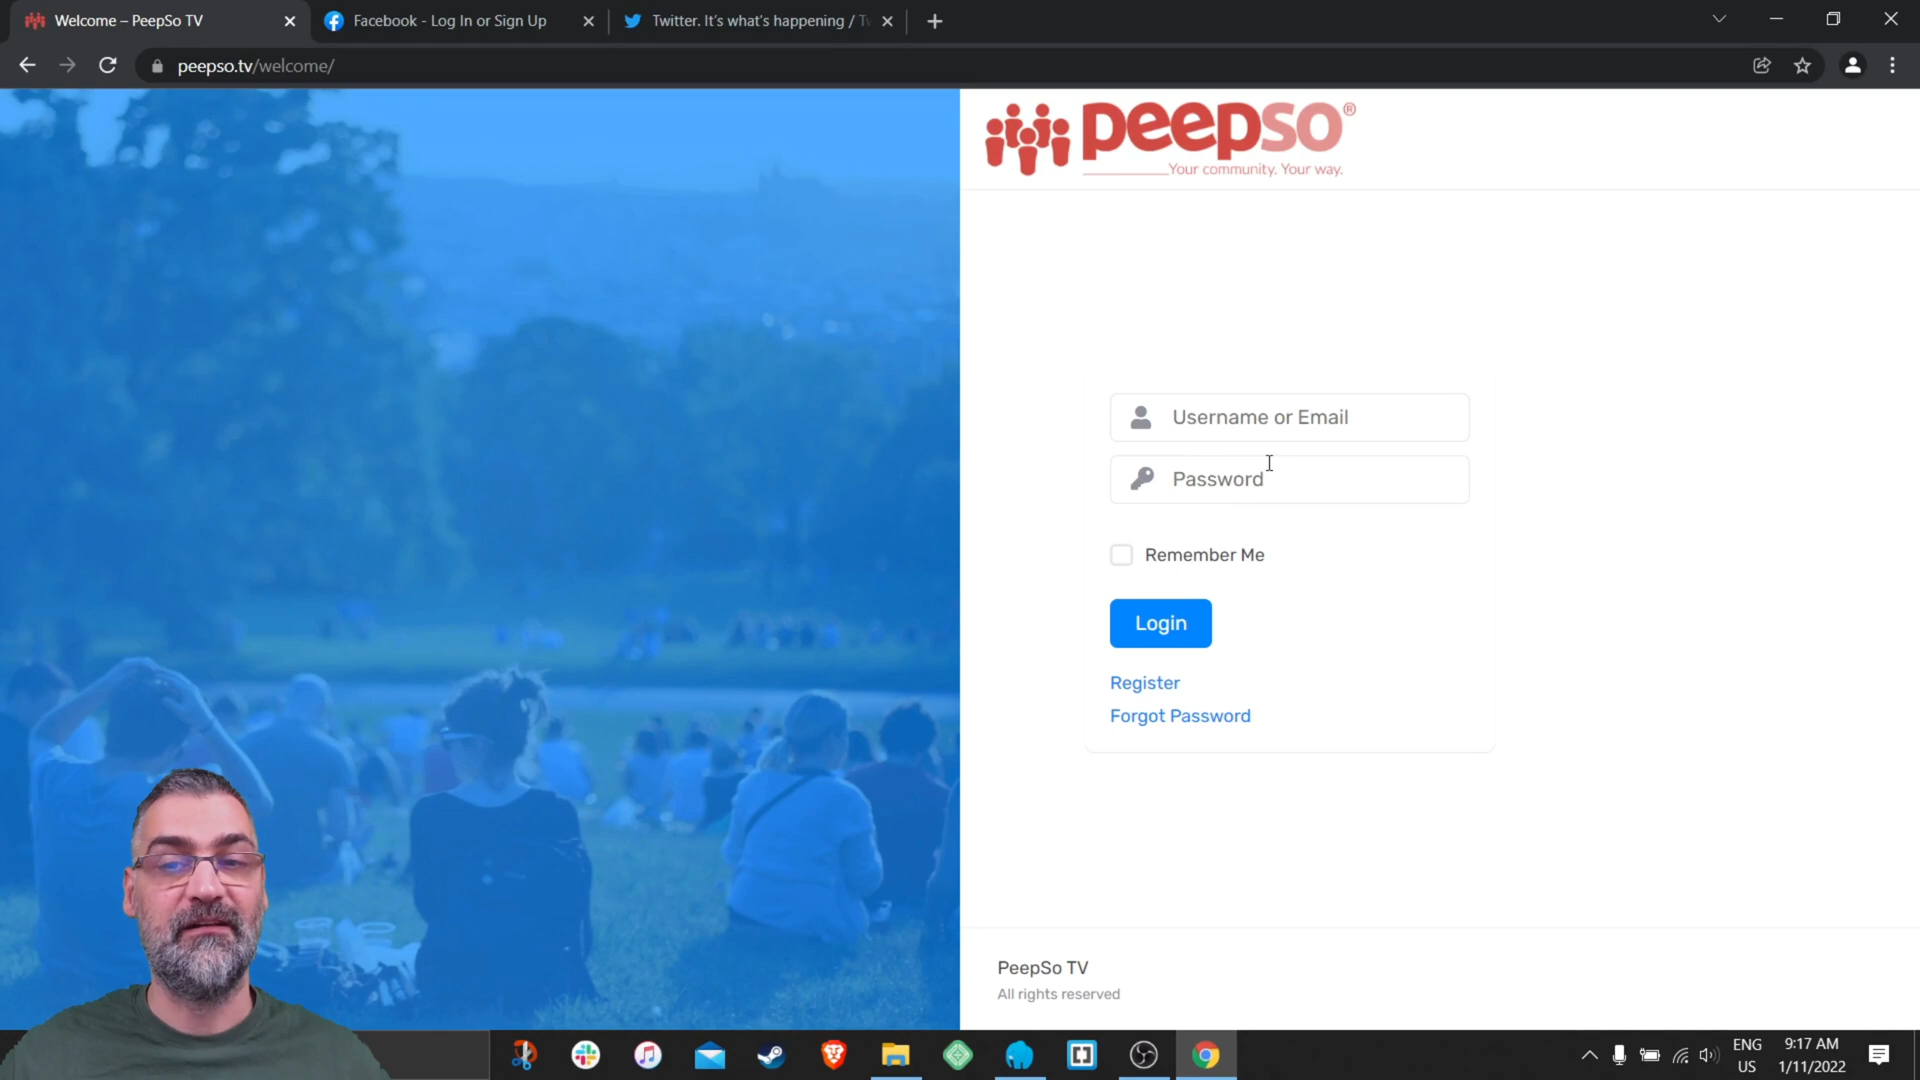 Welcome – PeepSo TV
Facebook - Log In or Sign Up
Twitter. It's what's happening / Tw
peepso.tv/welcome/
peepso®
Your community. Your way.
Username or Email
Password
Remember Me
Login
Register
Forgot Password
PeepSo TV
All rights reserved
ENG
US
9:17 AM
1/11/2022